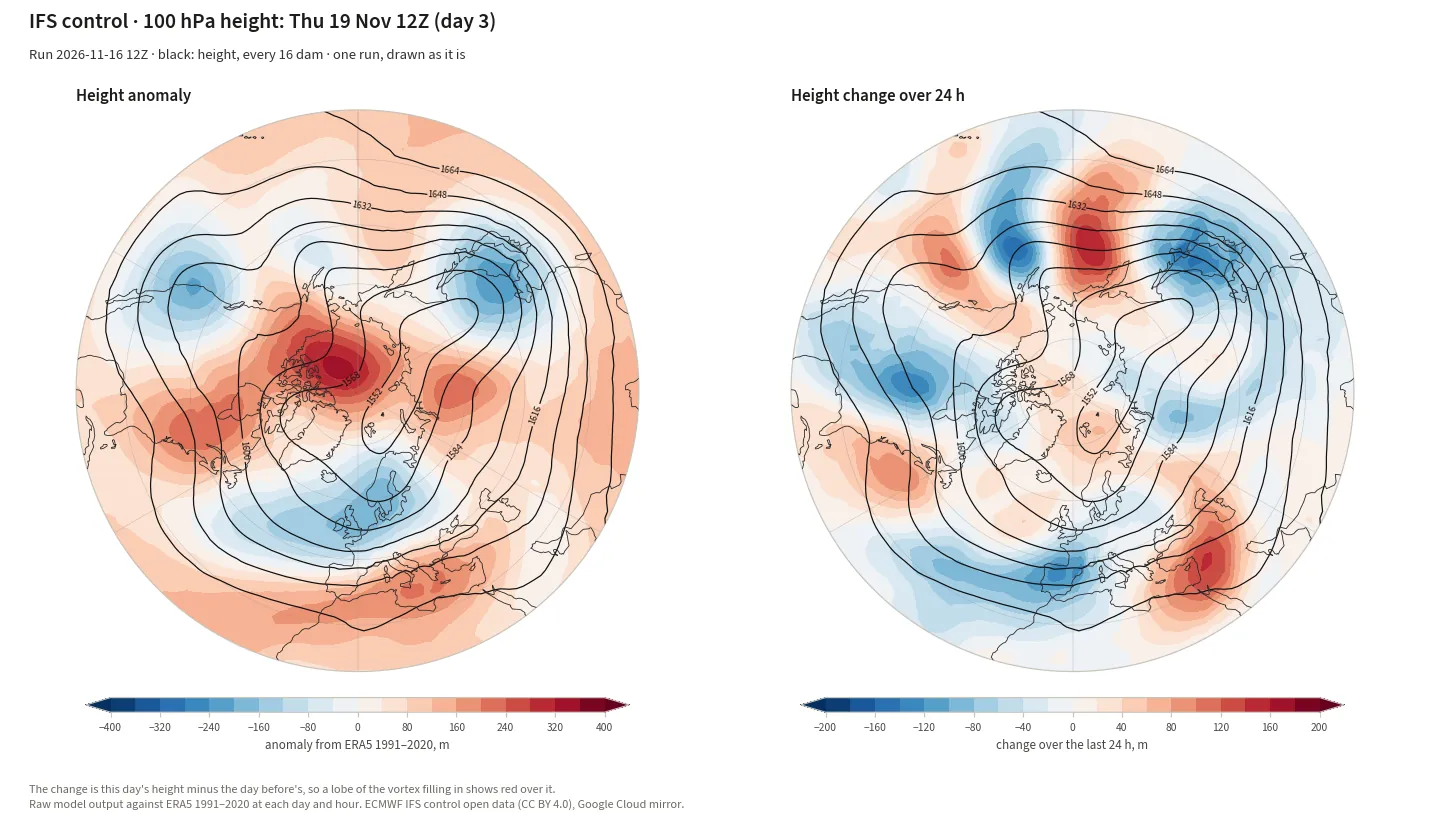 IFS control · 100 hPa height: Thu 19 Nov 12Z (day 3)
Run 2026-11-16 12Z · black: height, every 16 dam · one run, drawn as it is
Height anomaly
Height change over 24 h
1664
1648
1632
1568
1552
1616
1600
1584
1664
1648
1632
1568
1552
1616
1600
1584
−400 −320 −240 −160 −80 0 80 160 240 320 400
anomaly from ERA5 1991–2020, m
−200 −160 −120 −80 −40 0 40 80 120 160 200
change over the last 24 h, m
The change is this day's height minus the day before's, so a lobe of the vortex filling in shows red over it.
Raw model output against ERA5 1991–2020 at each day and hour. ECMWF IFS control open data (CC BY 4.0), Google Cloud mirror.